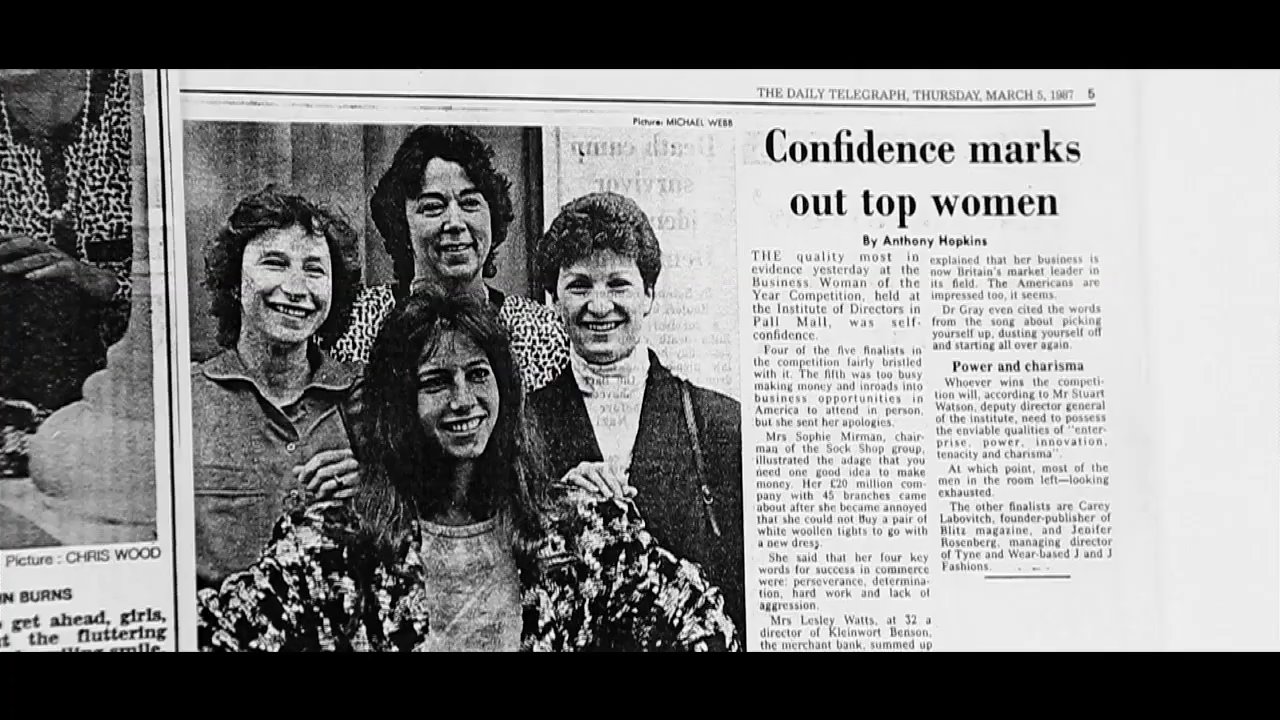 THE DAILY TELEGRAPH, THURSDAY, MARCH 5, 1987 5
Picture: MICHAEL WEBB
Confidence marks
out top women
By Anthony Hopkins
THE quality most in
evidence yesterday at the
Business Woman of the
Year Competition, held at
the Institute of Directors in
Pall Mall, was self-
confidence.
Four of the five finalists in
the competition fairly bristled
with it. The fifth was too busy
making money and inroads into
business opportunities in
America to attend in person,
but she sent her apologies.
Mrs Sophie Mirman, chair-
man of the Sock Shop group,
illustrated the adage that you
need one good idea to make
money. Her £20 million com-
pany with 45 branches came
about after she became annoyed
that she could not buy a pair of
white woollen tights to go with
a new dress.
She said that her four key
words for success in commerce
were: perseverance, determina-
tion, hard work and lack of
aggression.
Mrs Lesley Watts, at 32 a
director of Kleinwort Benson,
the merchant bank, summed up
explained that her business is
now Britain's market leader in
its field. The Americans are
impressed too, it seems.
Dr Gray even cited the words
from the song about picking
yourself up, dusting yourself off
and starting all over again.
Power and charisma
Whoever wins the competi-
tion will, according to Mr Stuart
Watson, deputy director general
of the institute, need to possess
the enviable qualities of "enter-
prise, power, innovation,
tenacity and charisma".
At which point, most of the
men in the room left—looking
exhausted.
The other finalists are Carey
Labovitch, founder-publisher of
Blitz magazine, and Jenifer
Rosenberg, managing director
of Tyne and Wear-based J and J
Fashions.
Picture : CHRIS WOOD
N BURNS
get ahead, girls,
the fluttering
smile